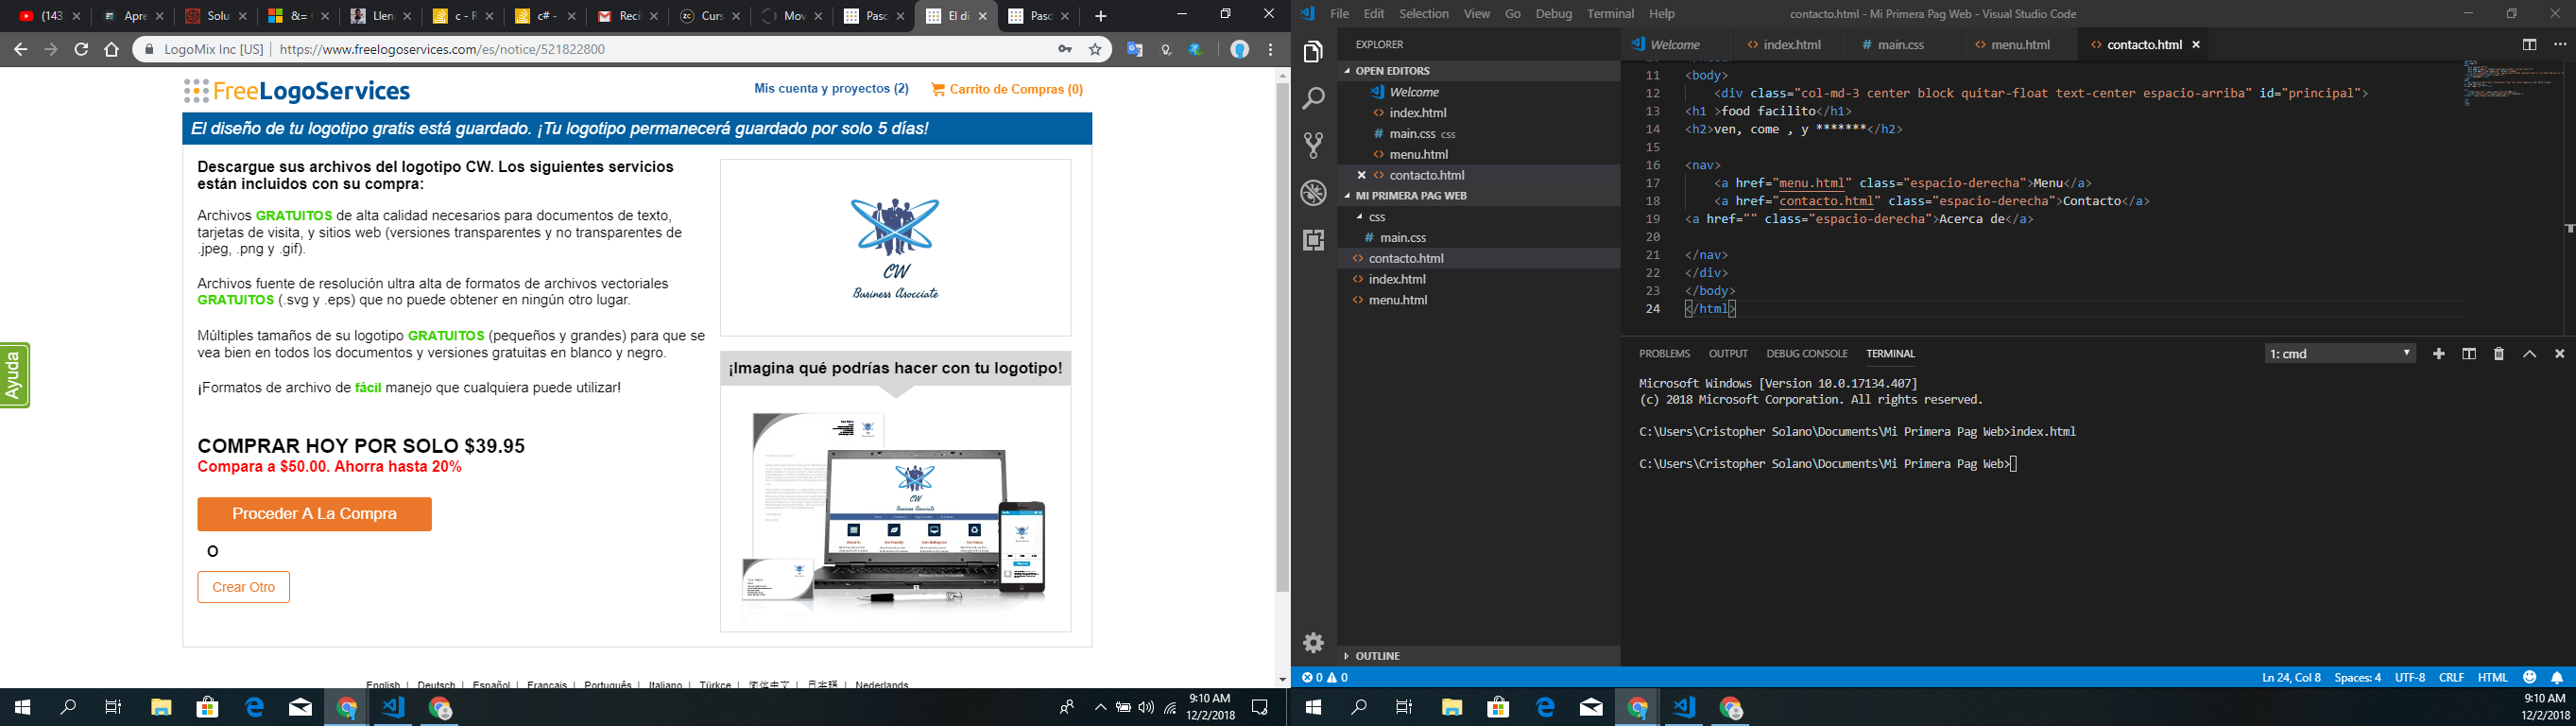 (143
Apre
Solu
&=
Llena
c - R
c# -
Recib
Curs
Mov
Pasc
El di
Pasc
LogoMix Inc [US] | https://www.freelogoservices.com/es/notice/521822800
FreeLogoServices
Mis cuenta y proyectos (2)
Carrito de Compras (0)
El diseño de tu logotipo gratis está guardado. ¡Tu logotipo permanecerá guardado por solo 5 días!
Descargue sus archivos del logotipo CW. Los siguientes servicios
están incluidos con su compra:
Archivos GRATUITOS de alta calidad necesarios para documentos de texto,
tarjetas de visita, y sitios web (versiones transparentes y no transparentes de
.jpeg, .png y .gif).
Archivos fuente de resolución ultra alta de formatos de archivos vectoriales
GRATUITOS (.svg y .eps) que no puede obtener en ningún otro lugar.
Múltiples tamaños de su logotipo GRATUITOS (pequeños y grandes) para que se
vea bien en todos los documentos y versiones gratuitas en blanco y negro.
¡Formatos de archivo de fácil manejo que cualquiera puede utilizar!
COMPRAR HOY POR SOLO $39.95
Compara a $50.00. Ahorra hasta 20%
Proceder A La Compra
O
Crear Otro
Ayuda
CW
Business Asocciate
¡Imagina qué podrías hacer con tu logotipo!
CW
Business Asocciate
English | Deutsch | Español | Français | Português | Italiano | Türkçe | 简体中文 | 日本語 | Nederlands
9:10 AM
12/2/2018
File Edit Selection View Go Debug Terminal Help
contacto.html - Mi Primera Pag Web - Visual Studio Code
EXPLORER
OPEN EDITORS
Welcome
index.html
main.css css
menu.html
contacto.html
MI PRIMERA PAG WEB
css
main.css
contacto.html
index.html
menu.html
OUTLINE
Welcome
index.html
main.css
menu.html
contacto.html
11 <body>
12 <div class="col-md-3 center block quitar-float text-center espacio-arriba" id="principal">
13 <h1 >food facilito</h1>
14 <h2>ven, come , y *******</h2>
15
16 <nav>
17 <a href="menu.html" class="espacio-derecha">Menu</a>
18 <a href="contacto.html" class="espacio-derecha">Contacto</a>
19 <a href="" class="espacio-derecha">Acerca de</a>
20
21 </nav>
22 </div>
23 </body>
24 </html>
PROBLEMS OUTPUT DEBUG CONSOLE TERMINAL
1: cmd
Microsoft Windows [Version 10.0.17134.407]
(c) 2018 Microsoft Corporation. All rights reserved.
C:\Users\Cristopher Solano\Documents\Mi Primera Pag Web>index.html
C:\Users\Cristopher Solano\Documents\Mi Primera Pag Web>
0 0
Ln 24, Col 8 Spaces: 4 UTF-8 CRLF HTML
9:10 AM
12/2/2018